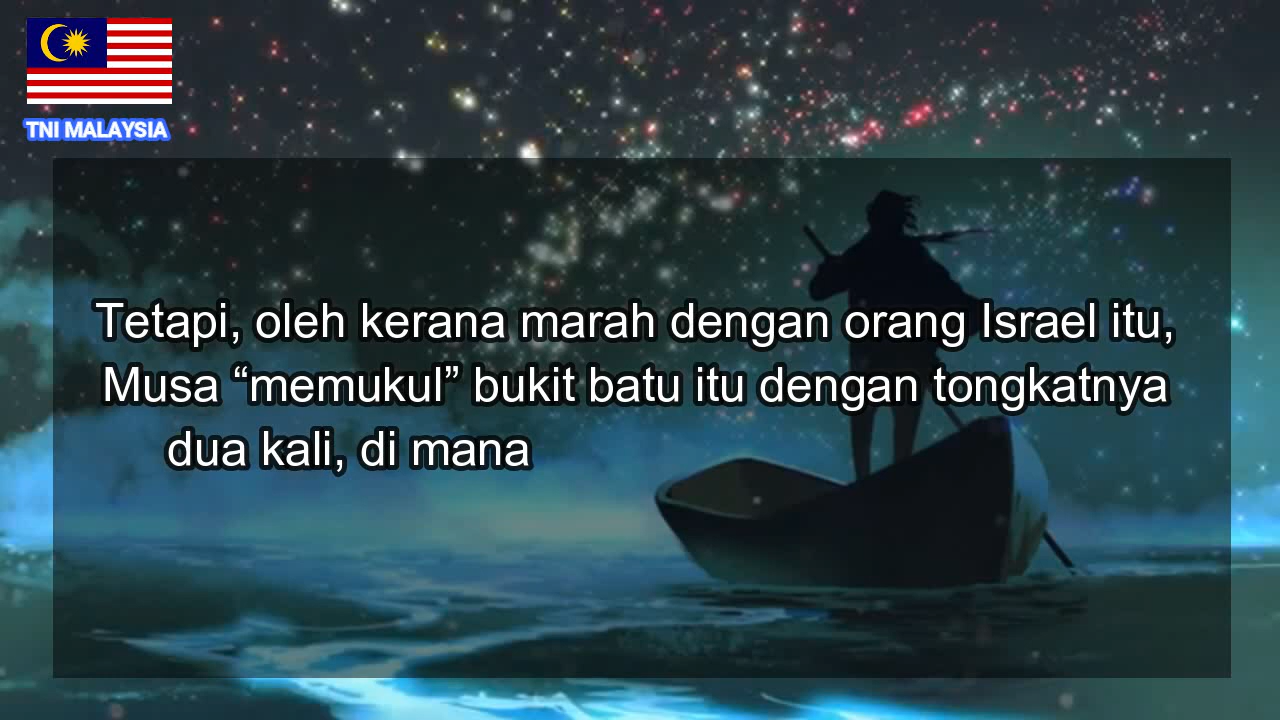 TNI MALAYSIA
Tetapi, oleh kerana marah dengan orang Israel itu,
Musa “memukul” bukit batu itu dengan tongkatnya
dua kali, di mana